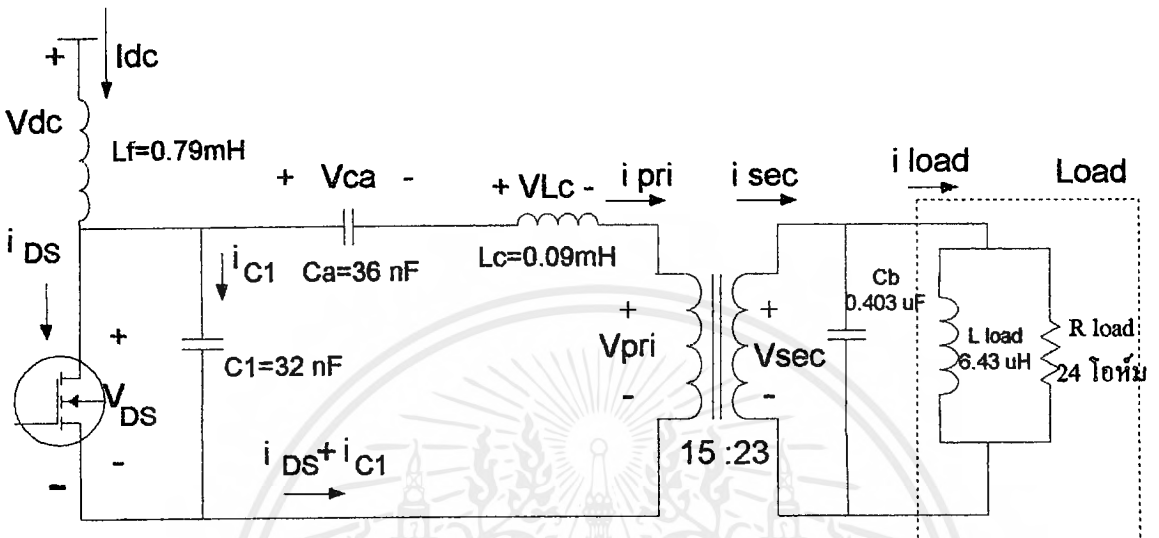 +
Idc
Vdc
Lf=0.79mH
+ Vca -
+ VLc -
i pri
i sec
i load
Load
i DS
i C1
Ca=36 nF
Lc=0.09mH
+
C1=32 nF
VDS
-
-
+
Vpri
-
+
Vsec
-
Cb
0.403 uF
L load
6.43 uH
R load
24 โอห์ม
i DS + i C1
15 :23